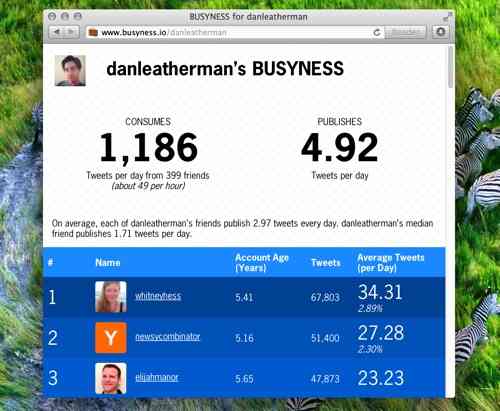 BUSYNESS for danleatherman
www.busyness.io/danleatherman
Reader
danleatherman's BUSYNESS
CONSUMES
1,186
Tweets per day from 399 friends
(about 49 per hour)
PUBLISHES
4.92
Tweets per day
On average, each of danleatherman's friends publish 2.97 tweets every day. danleatherman's median
friend publishes 1.71 tweets per day.
# Name Account Age (Years) Tweets Average Tweets (per Day)
1 whitneyhess 5.41 67,803 34.31
2.89%
2 Y newsycombinator 5.16 51,400 27.28
2.30%
3 elijahmanor 5.65 47,873 23.23